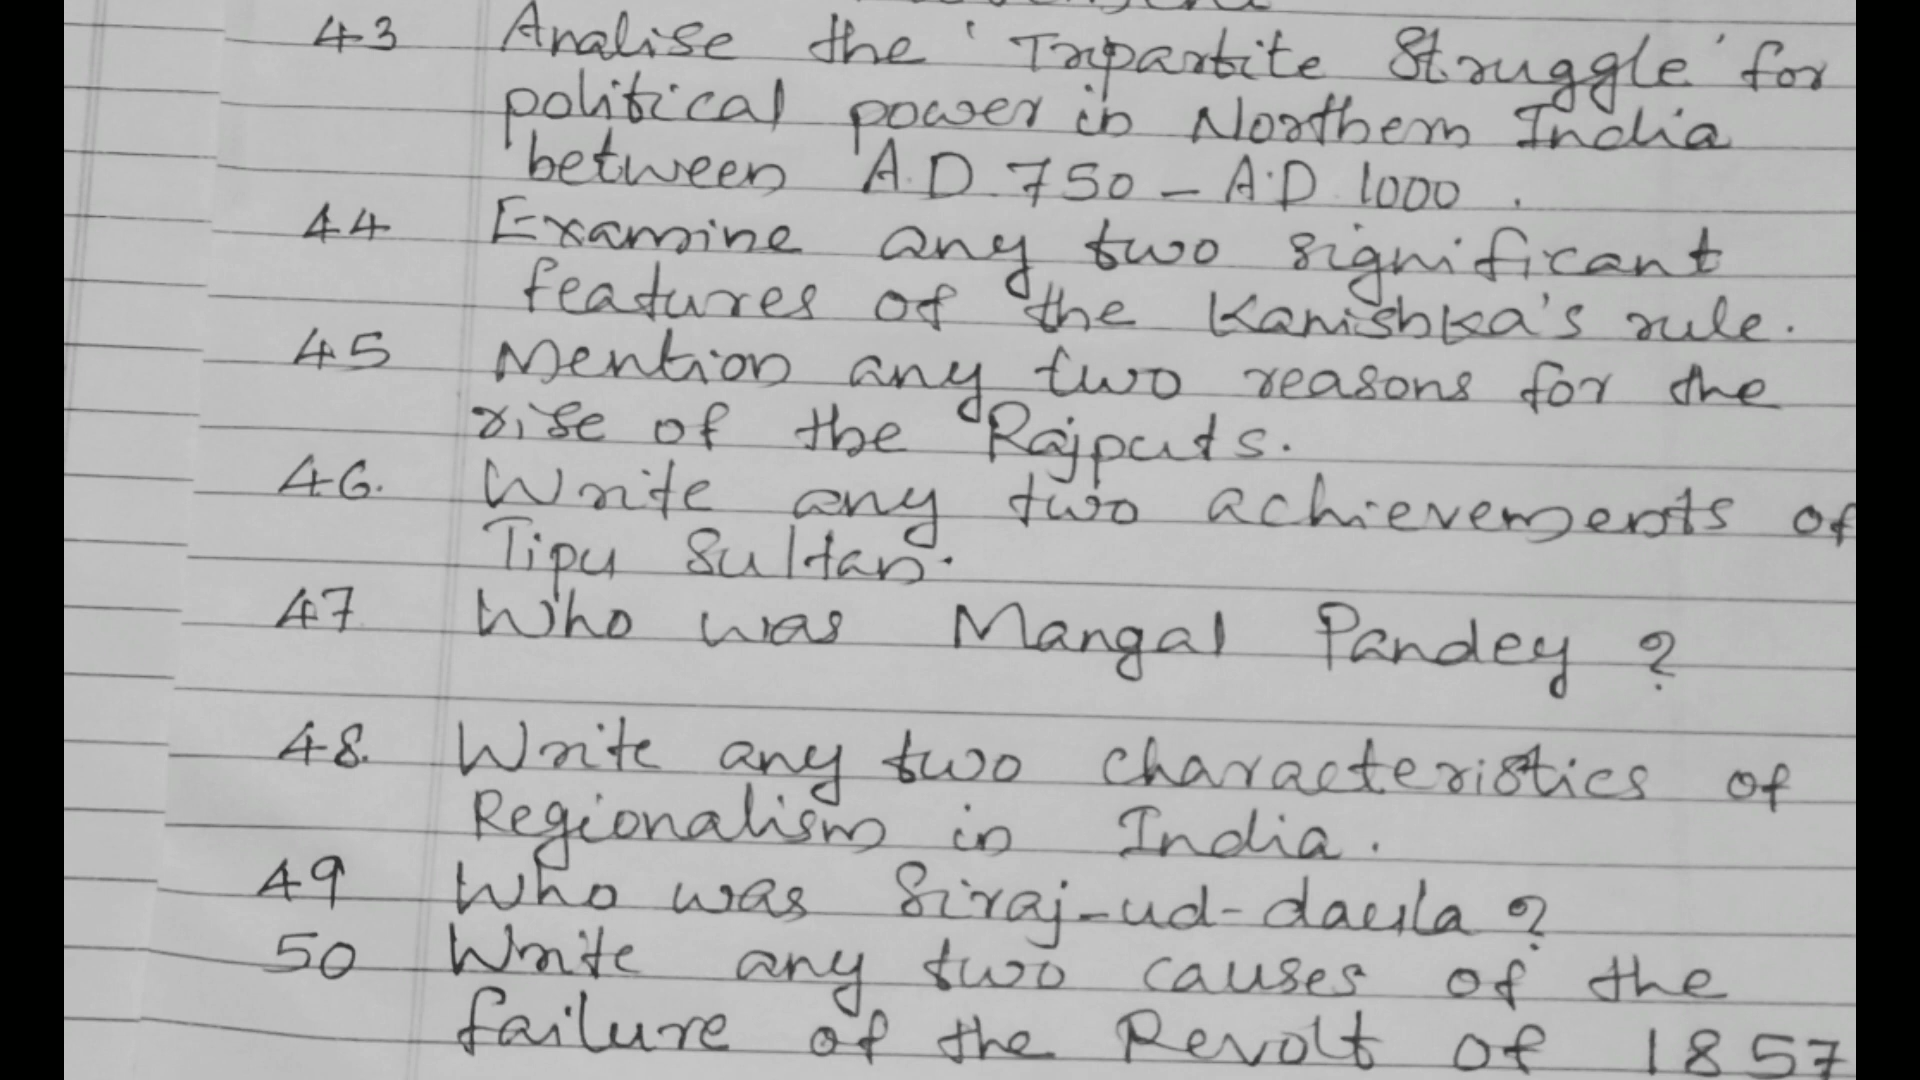 43 Analise the 'Tripartite Struggle' for
political power in Northern India
between A.D. 750 – A.D. 1000.
44 Examine any two significant
features of the Kanishka's rule.
45 Mention any two reasons for the
rise of the Rajputs.
46. Write any two achievements of
Tipu Sultan.
47 Who was Mangal Pandey ?
48. Write any two characteristics of
Regionalism in India.
49 Who was Siraj-ud-daula ?
50 Write any two causes of the
failure of the Revolt of 1857